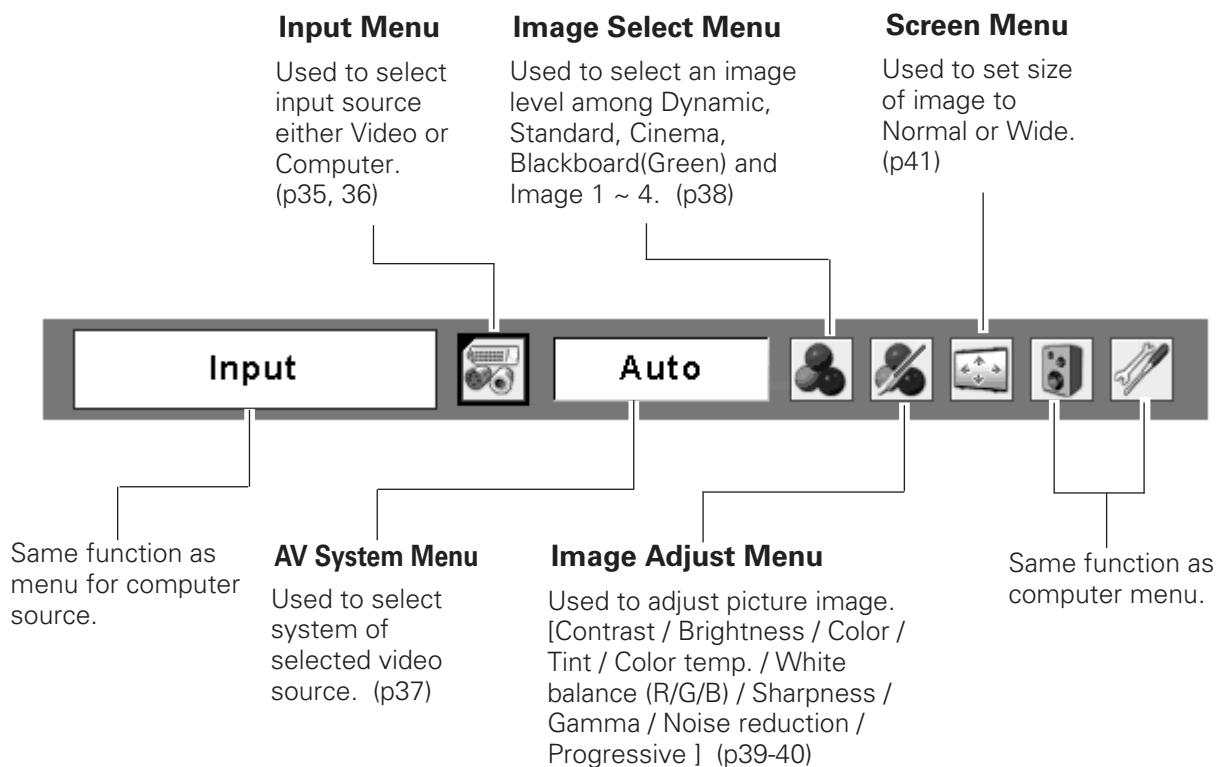 Input Menu
Used to select
input source
either Video or
Computer.
(p35, 36)
Image Select Menu
Used to select an image
level among Dynamic,
Standard, Cinema,
Blackboard(Green) and
Image 1 ~ 4.  (p38)
Screen Menu
Used to set size
of image to
Normal or Wide.
(p41)
Input
Auto
Same function as
menu for computer
source.
AV System Menu
Used to select
system of
selected video
source.  (p37)
Image Adjust Menu
Used to adjust picture image.
[Contrast / Brightness / Color /
Tint / Color temp. / White
balance (R/G/B) / Sharpness /
Gamma / Noise reduction /
Progressive ]  (p39-40)
Same function as
computer menu.